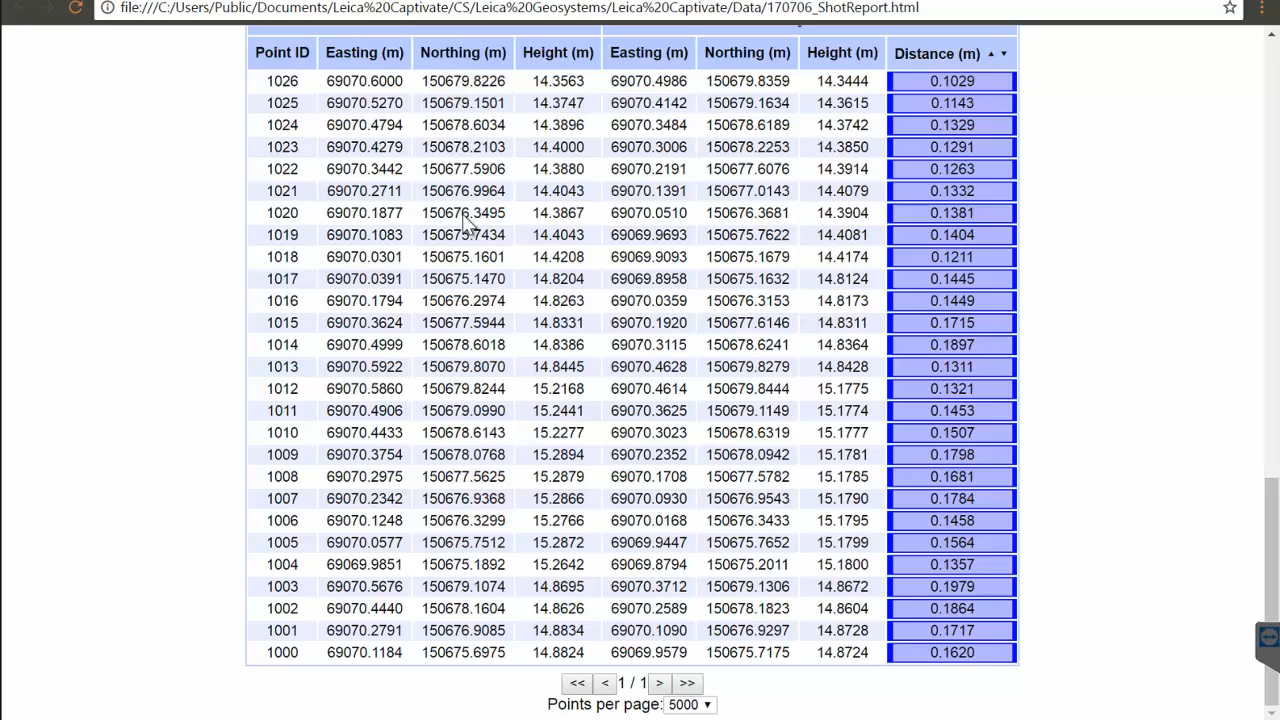 file:///C:/Users/Public/Documents/Leica%20Captivate/CS/Leica%20Geosystems/Leica%20Captivate/Data/170706_ShotReport.html
Point ID Easting (m) Northing (m) Height (m) Easting (m) Northing (m) Height (m) Distance (m)
1026 69070.6000 150679.8226 14.3563 69070.4986 150679.8359 14.3444 0.1029
1025 69070.5270 150679.1501 14.3747 69070.4142 150679.1634 14.3615 0.1143
1024 69070.4794 150678.6034 14.3896 69070.3484 150678.6189 14.3742 0.1329
1023 69070.4279 150678.2103 14.4000 69070.3006 150678.2253 14.3850 0.1291
1022 69070.3442 150677.5906 14.3880 69070.2191 150677.6076 14.3914 0.1263
1021 69070.2711 150676.9964 14.4043 69070.1391 150677.0143 14.4079 0.1332
1020 69070.1877 150676.3495 14.3867 69070.0510 150676.3681 14.3904 0.1381
1019 69070.1083 150675.7434 14.4043 69069.9693 150675.7622 14.4081 0.1404
1018 69070.0301 150675.1601 14.4208 69069.9093 150675.1679 14.4174 0.1211
1017 69070.0391 150675.1470 14.8204 69069.8958 150675.1632 14.8124 0.1445
1016 69070.1794 150676.2974 14.8263 69070.0359 150676.3153 14.8173 0.1449
1015 69070.3624 150677.5944 14.8331 69070.1920 150677.6146 14.8311 0.1715
1014 69070.4999 150678.6018 14.8386 69070.3115 150678.6241 14.8364 0.1897
1013 69070.5922 150679.8070 14.8445 69070.4628 150679.8279 14.8428 0.1311
1012 69070.5860 150679.8244 15.2168 69070.4614 150679.8444 15.1775 0.1321
1011 69070.4906 150679.0990 15.2441 69070.3625 150679.1149 15.1774 0.1453
1010 69070.4433 150678.6143 15.2277 69070.3023 150678.6319 15.1777 0.1507
1009 69070.3754 150678.0768 15.2894 69070.2352 150678.0942 15.1781 0.1798
1008 69070.2975 150677.5625 15.2879 69070.1708 150677.5782 15.1785 0.1681
1007 69070.2342 150676.9368 15.2866 69070.0930 150676.9543 15.1790 0.1784
1006 69070.1248 150676.3299 15.2766 69070.0168 150676.3433 15.1795 0.1458
1005 69070.0577 150675.7512 15.2872 69069.9447 150675.7652 15.1799 0.1564
1004 69069.9851 150675.1892 15.2642 69069.8794 150675.2011 15.1800 0.1357
1003 69070.5676 150679.1074 14.8695 69070.3712 150679.1306 14.8672 0.1979
1002 69070.4440 150678.1604 14.8626 69070.2589 150678.1823 14.8604 0.1864
1001 69070.2791 150676.9085 14.8834 69070.1090 150676.9297 14.8728 0.1717
1000 69070.1184 150675.6975 14.8824 69069.9579 150675.7175 14.8724 0.1620
<< < 1 / 1 > >>
Points per page: 5000